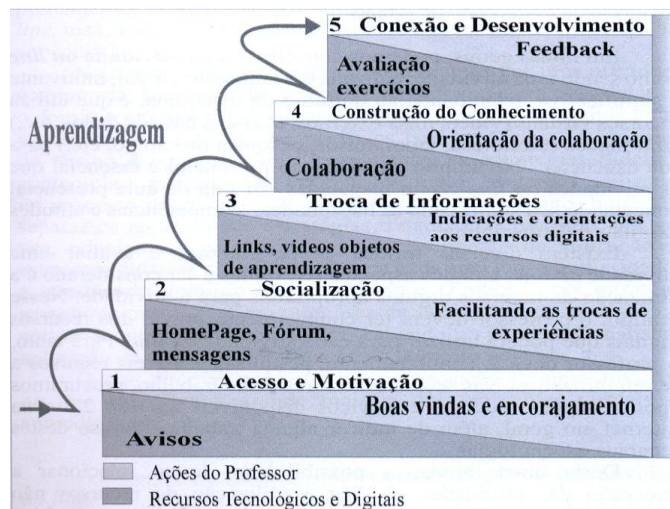 5 Conexão e Desenvolvimento
Feedback
Avaliação
exercícios
4 Construção do Conhecimento
Orientação da colaboração
Colaboração
3 Troca de Informações
Indicações e orientações
aos recursos digitais
Links, videos objetos
de aprendizagem
2 Socialização
Facilitando as trocas de
experiências
HomePage, Fórum,
mensagens
1 Acesso e Motivação
Boas vindas e encorajamento
Avisos
Aprendizagem
Ações do Professor
Recursos Tecnológicos e Digitais